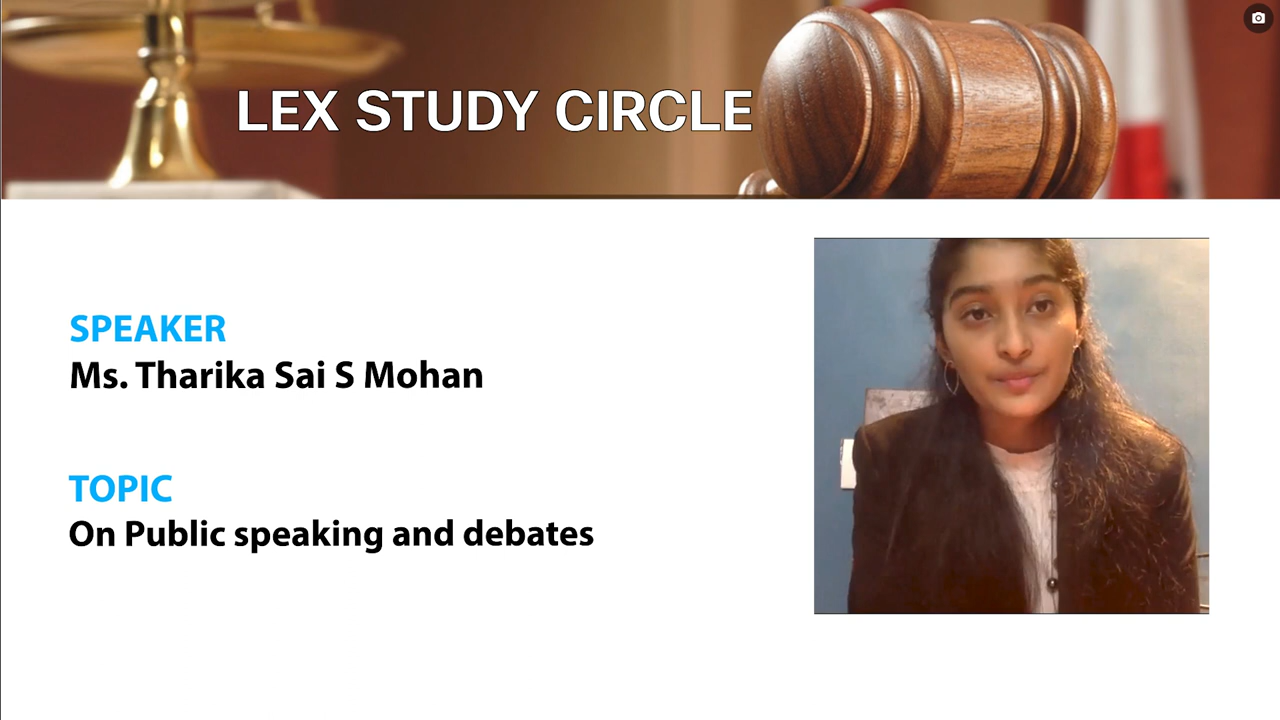 LEX STUDY CIRCLE
SPEAKER
Ms. Tharika Sai S Mohan
TOPIC
On Public speaking and debates